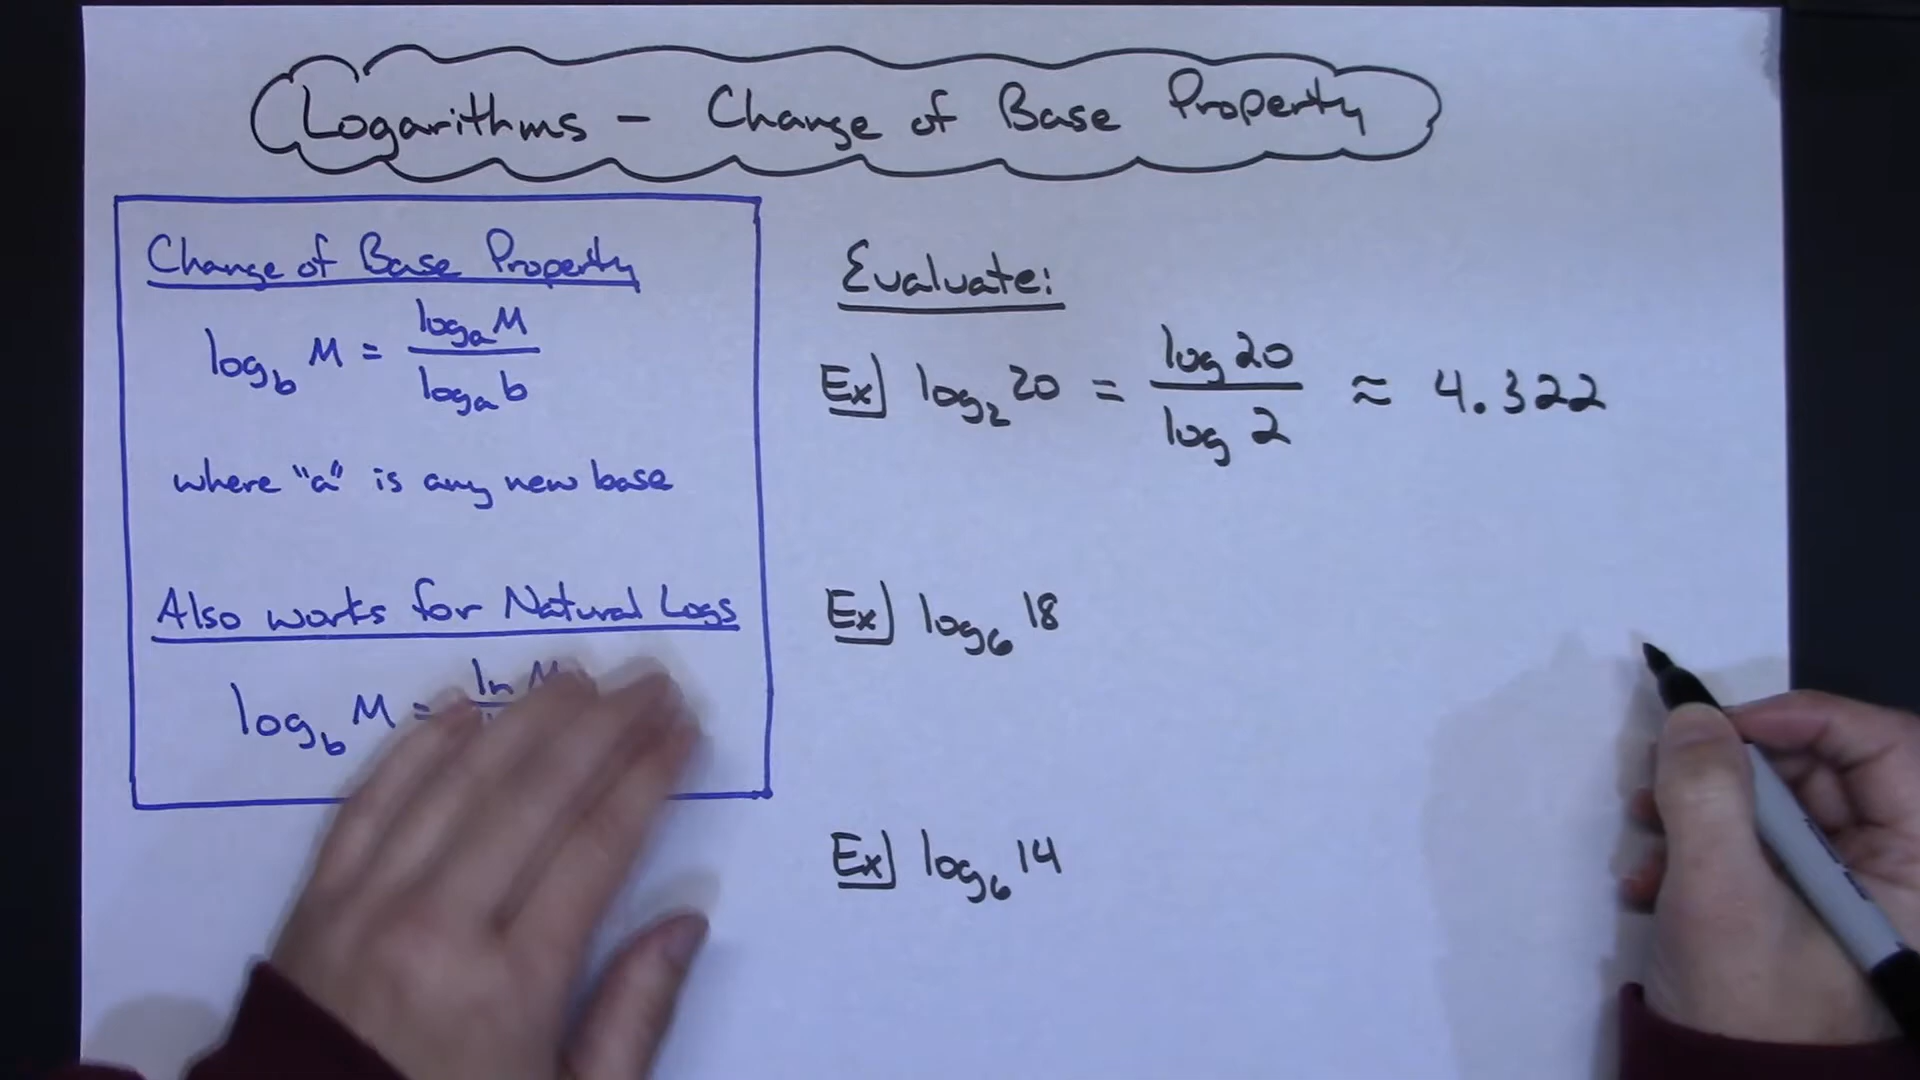 Logarithms – Change of Base Property
Change of Base Property
log_b M = log_a M / log_a b
where "a" is any new base
Also works for Natural Logs
log_b M = ln M
Evaluate:
Ex] log_2 20 = log 20 / log 2 ≈ 4.322
Ex] log_6 18
Ex] log_6 14